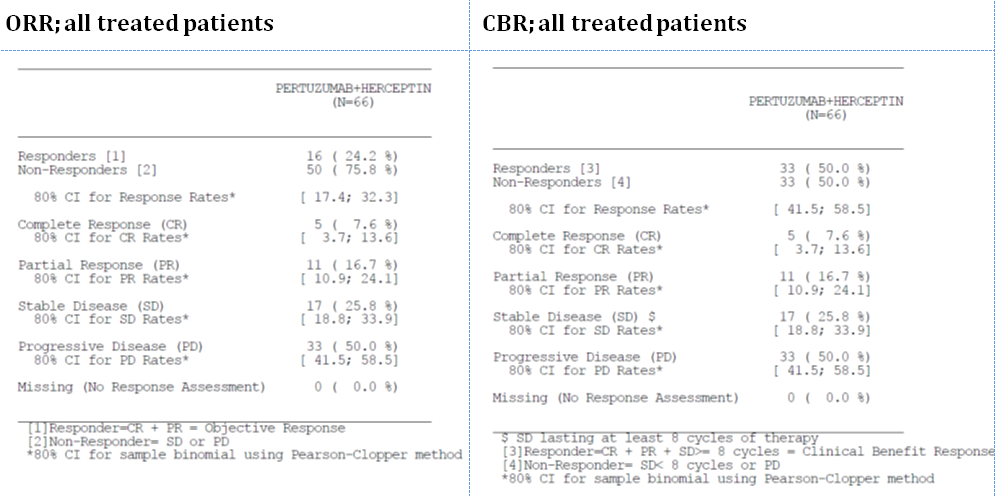 ORR; all treated patients
PERTUZUMAB+HERCEPTIN
(N=66)
Responders [1] 16 ( 24.2 %)
Non-Responders [2] 50 ( 75.8 %)
80% CI for Response Rates* [ 17.4; 32.3]
Complete Response (CR) 5 ( 7.6 %)
80% CI for CR Rates* [ 3.7; 13.6]
Partial Response (PR) 11 ( 16.7 %)
80% CI for PR Rates* [ 10.9; 24.1]
Stable Disease (SD) 17 ( 25.8 %)
80% CI for SD Rates* [ 18.8; 33.9]
Progressive Disease (PD) 33 ( 50.0 %)
80% CI for PD Rates* [ 41.5; 58.5]
Missing (No Response Assessment) 0 ( 0.0 %)
[1]Responder=CR + PR = Objective Response
[2]Non-Responder= SD or PD
*80% CI for sample binomial using Pearson-Clopper method
CBR; all treated patients
PERTUZUMAB+HERCEPTIN
(N=66)
Responders [3] 33 ( 50.0 %)
Non-Responders [4] 33 ( 50.0 %)
80% CI for Response Rates* [ 41.5; 58.5]
Complete Response (CR) 5 ( 7.6 %)
80% CI for CR Rates* [ 3.7; 13.6]
Partial Response (PR) 11 ( 16.7 %)
80% CI for PR Rates* [ 10.9; 24.1]
Stable Disease (SD) $ 17 ( 25.8 %)
80% CI for SD Rates* [ 18.8; 33.9]
Progressive Disease (PD) 33 ( 50.0 %)
80% CI for PD Rates* [ 41.5; 58.5]
Missing (No Response Assessment) 0 ( 0.0 %)
$ SD lasting at least 8 cycles of therapy
[3]Responder=CR + PR + SD>= 8 cycles = Clinical Benefit Response
[4]Non-Responder= SD< 8 cycles or PD
*80% CI for sample binomial using Pearson-Clopper method